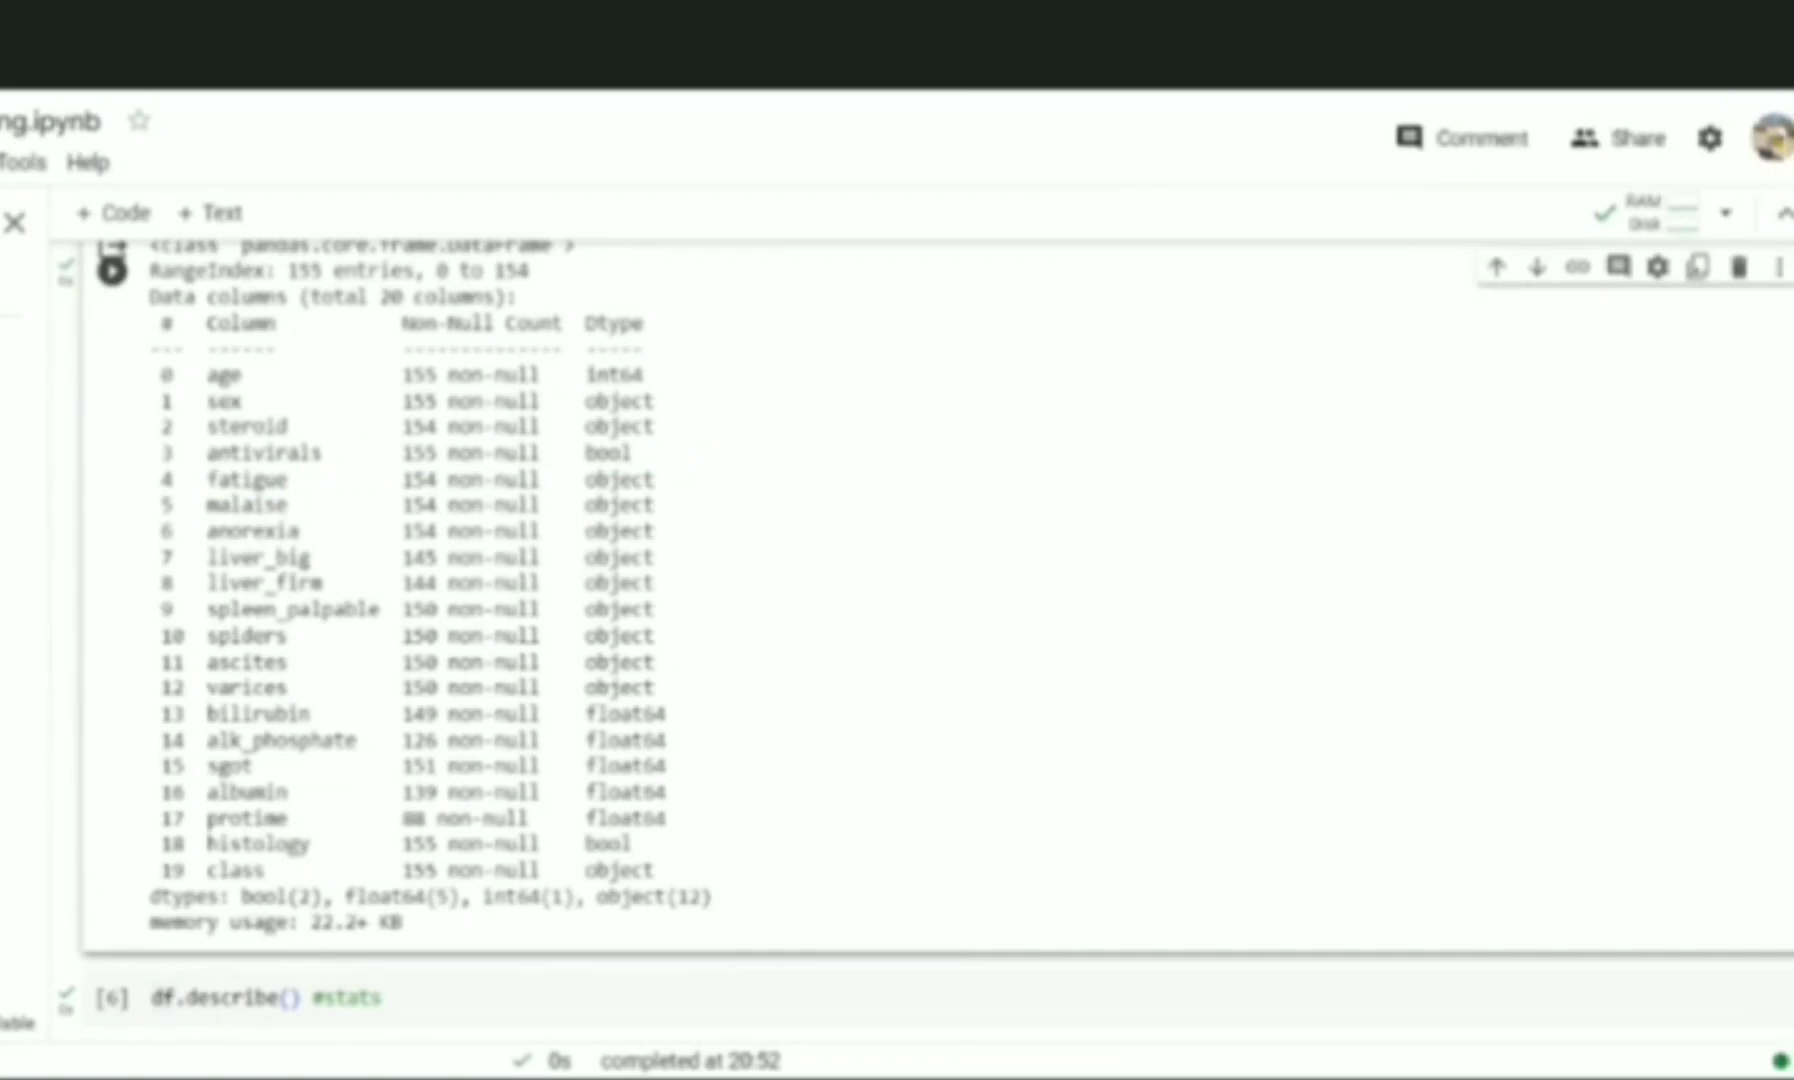 ng.ipynb
Comment Share
Tools Help
+ Code + Text
RAM
Disk
<class 'pandas.core.frame.DataFrame'>
RangeIndex: 155 entries, 0 to 154
Data columns (total 20 columns):
# Column Non-Null Count Dtype
--- ------ -------------- -----
0 age 155 non-null int64
1 sex 155 non-null object
2 steroid 154 non-null object
3 antivirals 155 non-null bool
4 fatigue 154 non-null object
5 malaise 154 non-null object
6 anorexia 154 non-null object
7 liver_big 145 non-null object
8 liver_firm 144 non-null object
9 spleen_palpable 150 non-null object
10 spiders 150 non-null object
11 ascites 150 non-null object
12 varices 150 non-null object
13 bilirubin 149 non-null float64
14 alk_phosphate 126 non-null float64
15 sgot 151 non-null float64
16 albumin 139 non-null float64
17 protime 88 non-null float64
18 histology 155 non-null bool
19 class 155 non-null object
dtypes: bool(2), float64(5), int64(1), object(12)
memory usage: 22.2+ KB
[6] df.describe() #stats
lable
0s completed at 20:52